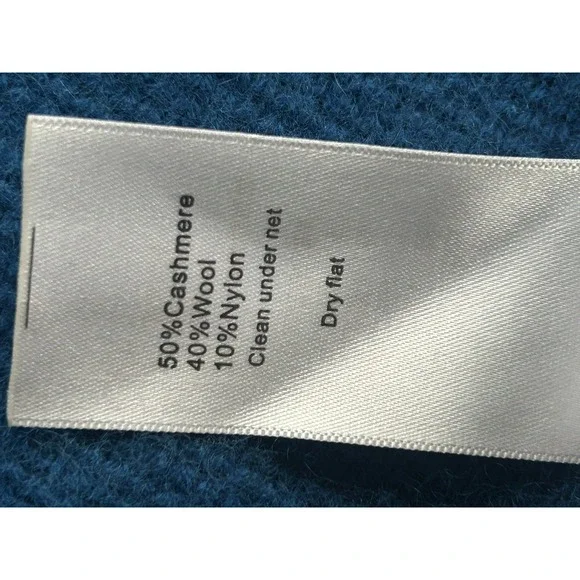 50%Cashmere
40%Wool
10%Nylon
Clean under net
Dry flat